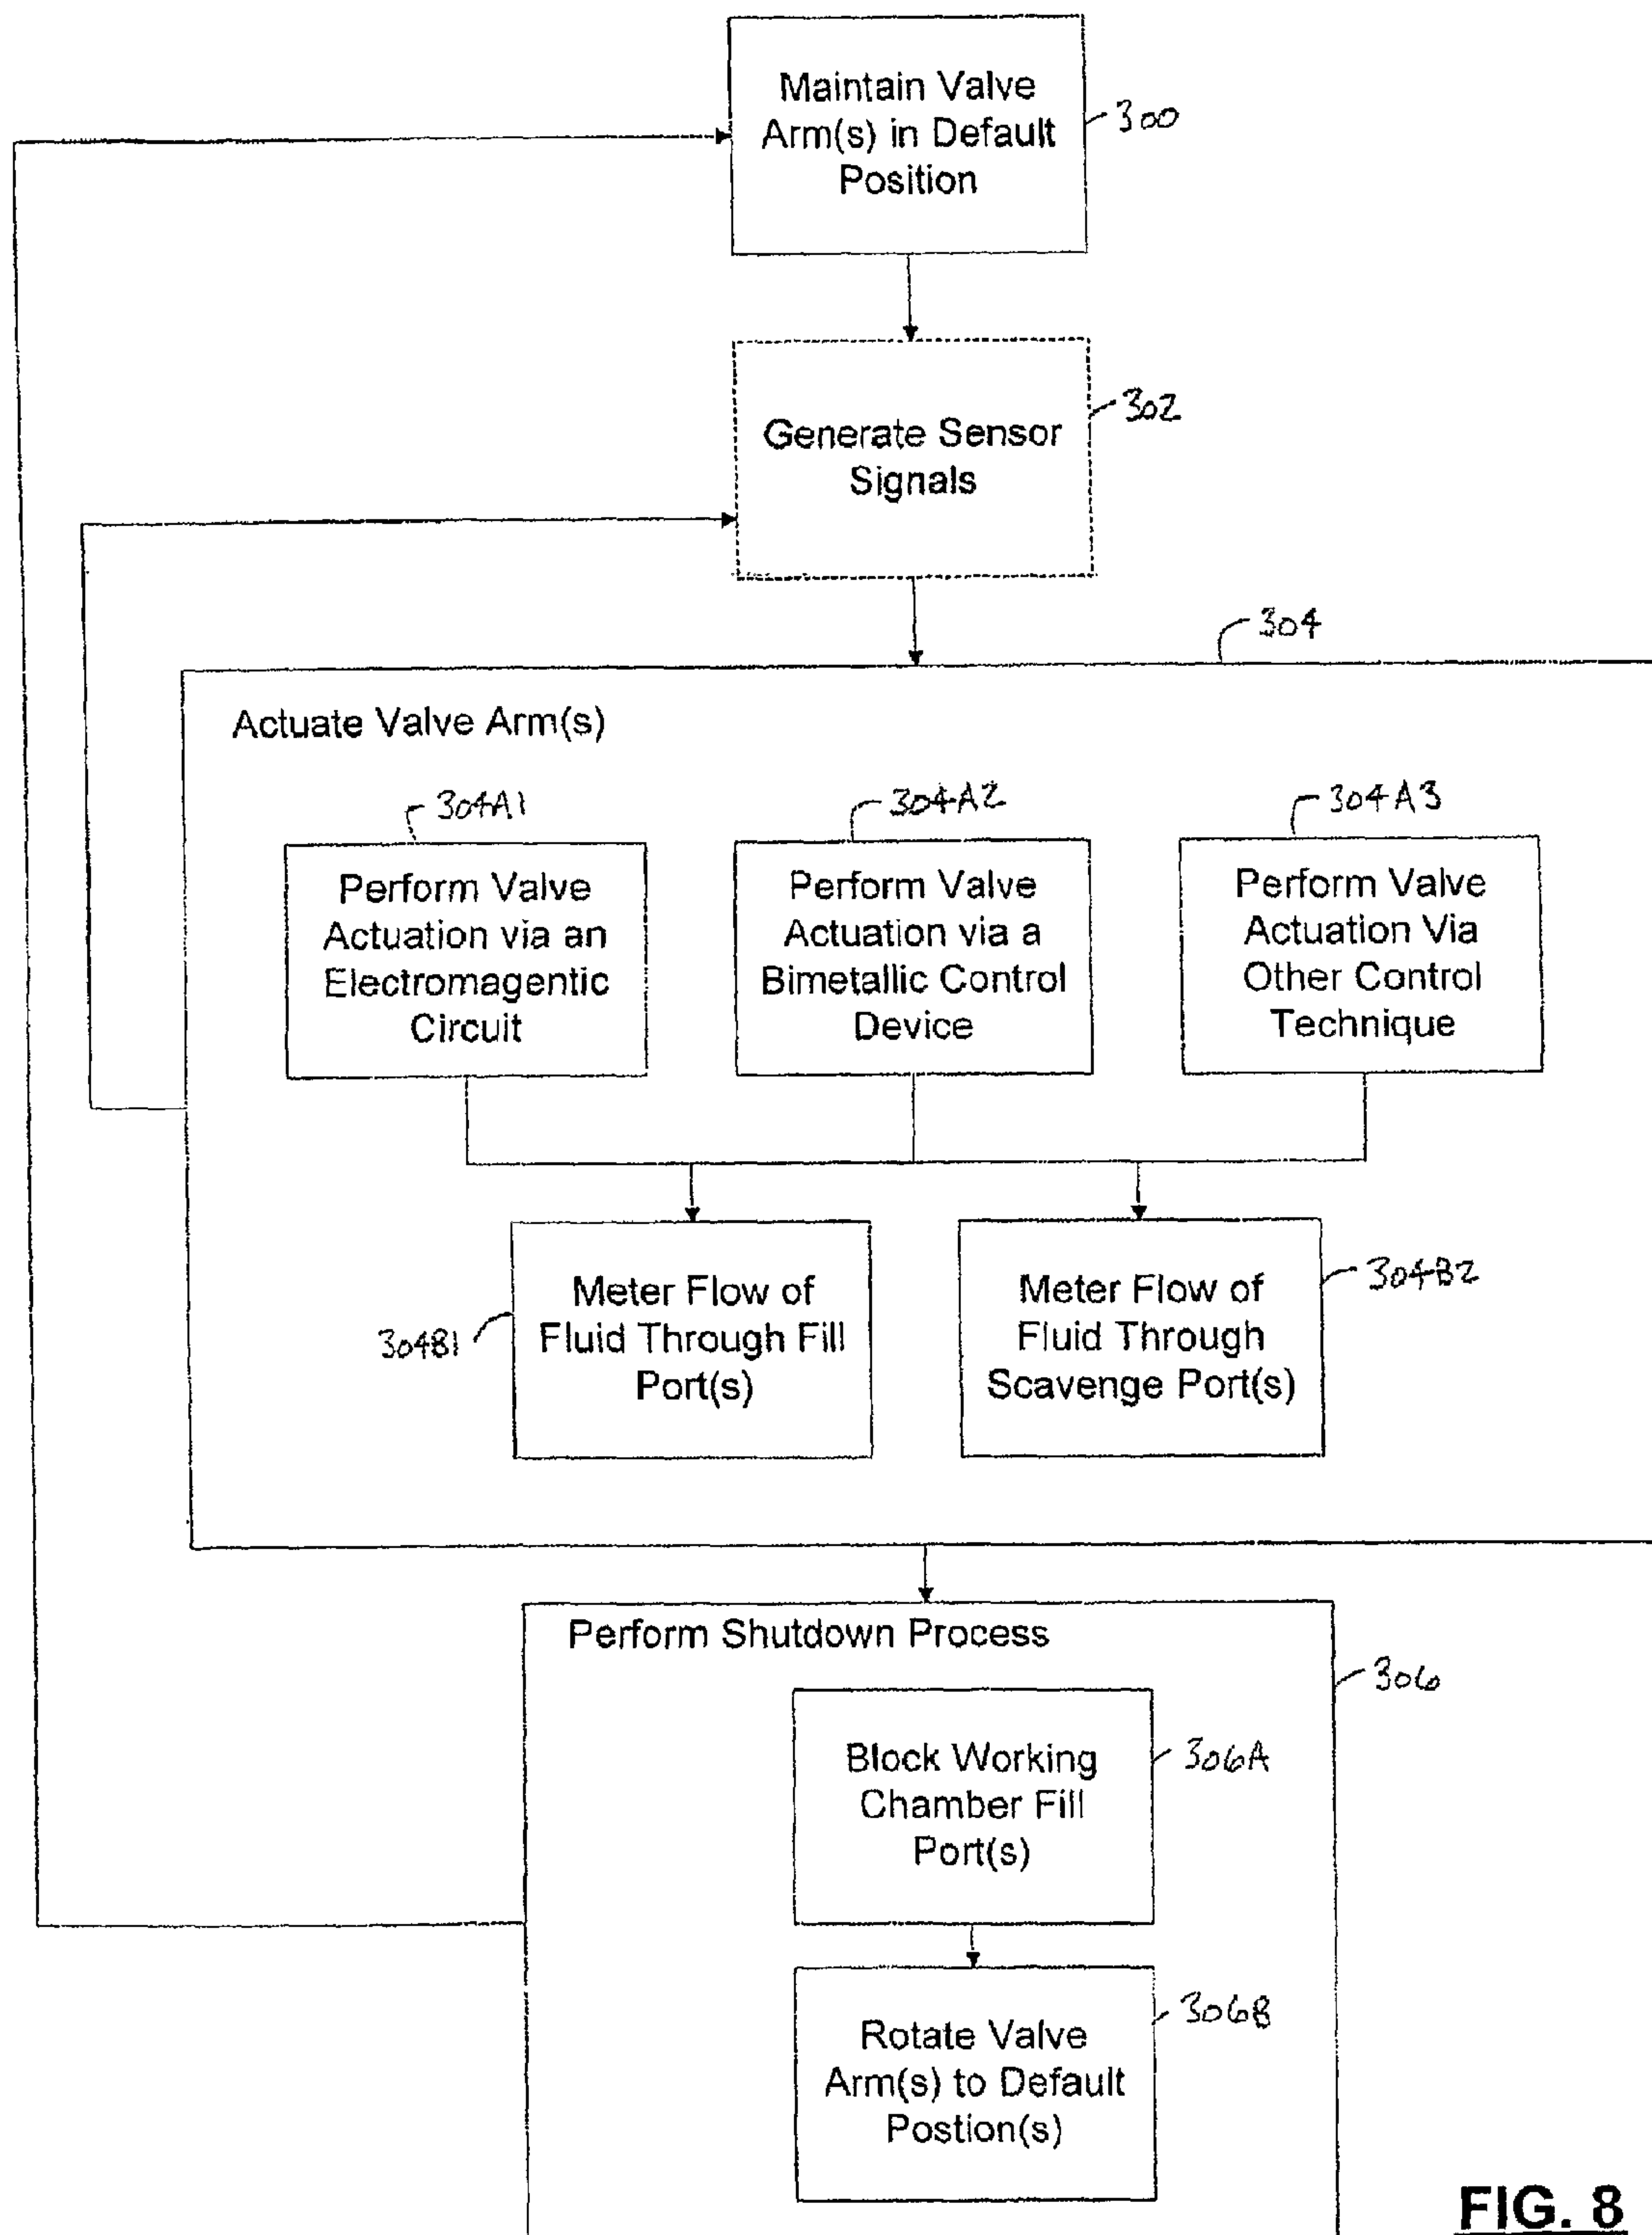 Maintain Valve
Arm(s) in Default
Position
300
Generate Sensor
Signals
302
304
Actuate Valve Arm(s)
304A1
Perform Valve
Actuation via an
Electromagentic
Circuit
304A2
Perform Valve
Actuation via a
Bimetallic Control
Device
304A3
Perform Valve
Actuation Via
Other Control
Technique
304B1
Meter Flow of
Fluid Through Fill
Port(s)
Meter Flow of
Fluid Through
Scavenge Port(s)
304B2
Perform Shutdown Process
306
Block Working
Chamber Fill
Port(s)
306A
Rotate Valve
Arm(s) to Default
Postion(s)
306B
FIG. 8